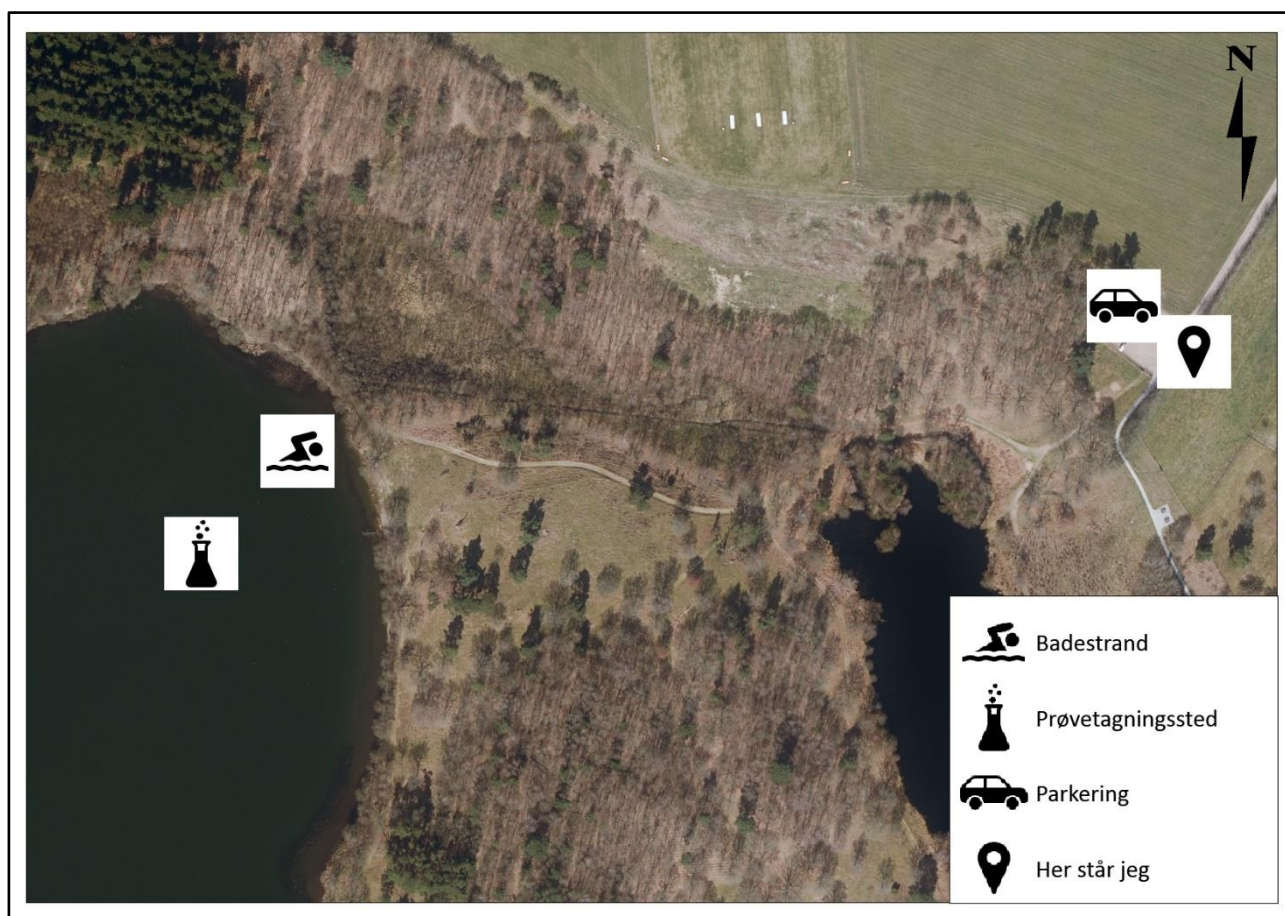 N
Badestrand
Prøvetagningssted
Parkering
Her står jeg